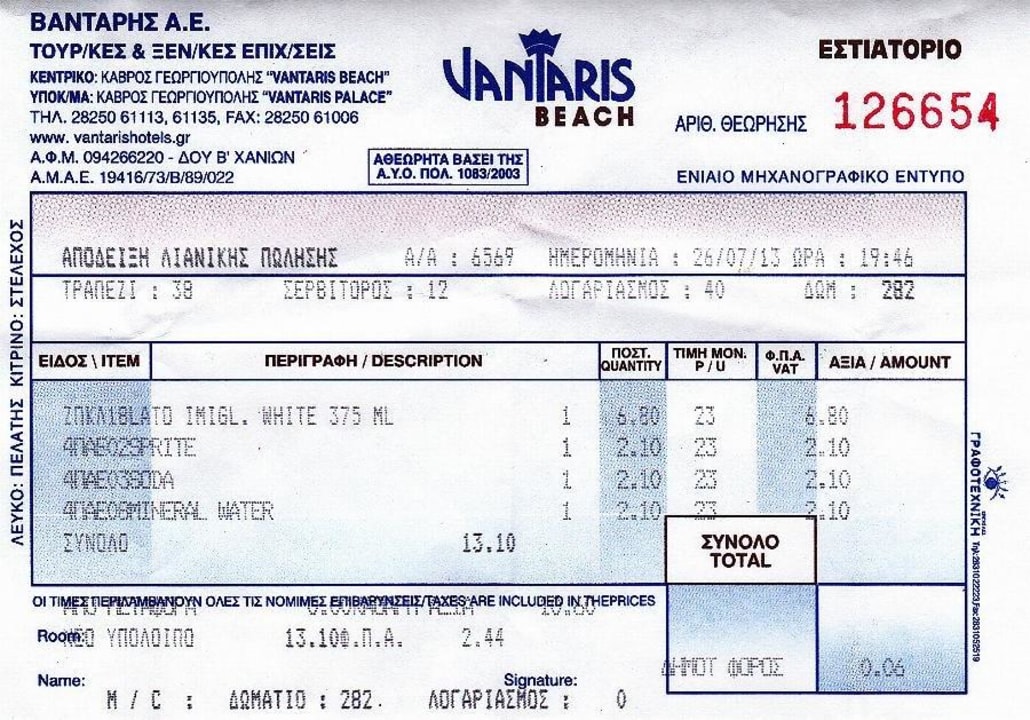 ΒΑΝΤΑΡΗΣ Α.Ε.
ΤΟΥΡ/ΚΕΣ & ΞΕΝ/ΚΕΣ ΕΠΙΧ/ΣΕΙΣ
ΚΕΝΤΡΙΚΟ: ΚΑΒΡΟΣ ΓΕΩΡΓΙΟΥΠΟΛΗΣ "VANTARIS BEACH"
ΥΠΟΚ/ΜΑ: ΚΑΒΡΟΣ ΓΕΩΡΓΙΟΥΠΟΛΗΣ "VANTARIS PALACE"
ΤΗΛ. 28250 61113, 61135, FAX: 28250 61006
www. vantarishotels.gr
Α.Φ.Μ. 094266220 - ΔΟΥ Β' ΧΑΝΙΩΝ
Α.Μ.Α.Ε. 19416/73/Β/89/022
VANTARIS
BEACH
ΑΘΕΩΡΗΤΑ ΒΑΣΕΙ ΤΗΣ
Α.Υ.Ο. ΠΟΛ. 1083/2003
ΕΣΤΙΑΤΟΡΙΟ
ΑΡΙΘ. ΘΕΩΡΗΣΗΣ 126654
ΕΝΙΑΙΟ ΜΗΧΑΝΟΓΡΑΦΙΚΟ ΕΝΤΥΠΟ
ΛΕΥΚΟ: ΠΕΛΑΤΗΣ ΚΙΤΡΙΝΟ: ΣΤΕΛΕΧΟΣ
ΑΠΟΔΕΙΞΗ ΛΙΑΝΙΚΗΣ ΠΩΛΗΣΗΣ Α/Α : 6569 ΗΜΕΡΟΜΗΝΙΑ : 26/07/13 ΩΡΑ : 19:46
ΤΡΑΠΕΖΙ : 38 ΣΕΡΒΙΤΟΡΟΣ : 12 ΛΟΓΑΡΙΑΣΜΟΣ : 40 ΔΩΜ : 282
ΕΙΔΟΣ \ ITEM ΠΕΡΙΓΡΑΦΗ / DESCRIPTION ΠΟΣΤ. QUANTITY ΤΙΜΗ ΜΟΝ. P / U Φ.Π.Α. VAT ΑΞΙΑ / AMOUNT
IMIGL. WHITE 375 ML 1 6.80 23 6.80
4ΠΑΕ02SPRITE 1 2.10 23 2.10
4ΠΑΕ03SODA 1 2.10 23 2.10
4ΠΑΕ06MINERAL WATER 1 2.10 23 2.10
ΣΥΝΟΛΟ 13.10
ΣΥΝΟΛΟ
TOTAL
ΟΙ ΤΙΜΕΣ ΠΕΡΙΛΑΜΒΑΝΟΥΝ ΟΛΕΣ ΤΙΣ ΝΟΜΙΜΕΣ ΕΠΙΒΑΡΥΝΣΕΙΣ/TAXES ARE INCLUDED IN THEPRICES
Room: ΝΕΟ ΥΠΟΛΟΙΠΟ 13.10Φ.Π.Α. 2.44
ΔΗΜΟΤ ΦΟΡΟΣ 0.06
Name: Signature:
M / C : ΔΩΜΑΤΙΟ : 282. ΛΟΓΑΡΙΑΣΜΟΣ : 0
ΓΡΑΦΟΤΕΧΝΙΚΗ